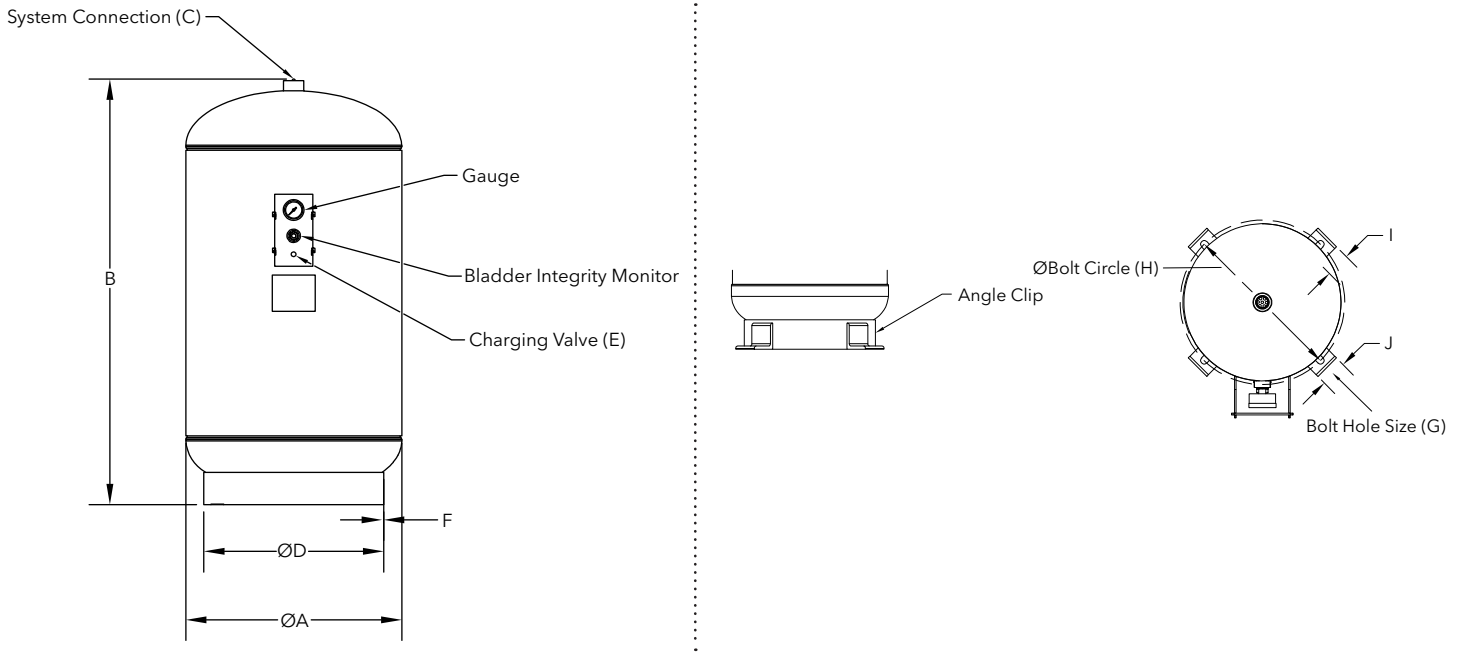 System Connection (C)
Gauge
B
Bladder Integrity Monitor
Charging Valve (E)
F
ØD
ØA
Angle Clip
I
ØBolt Circle (H)
J
Bolt Hole Size (G)